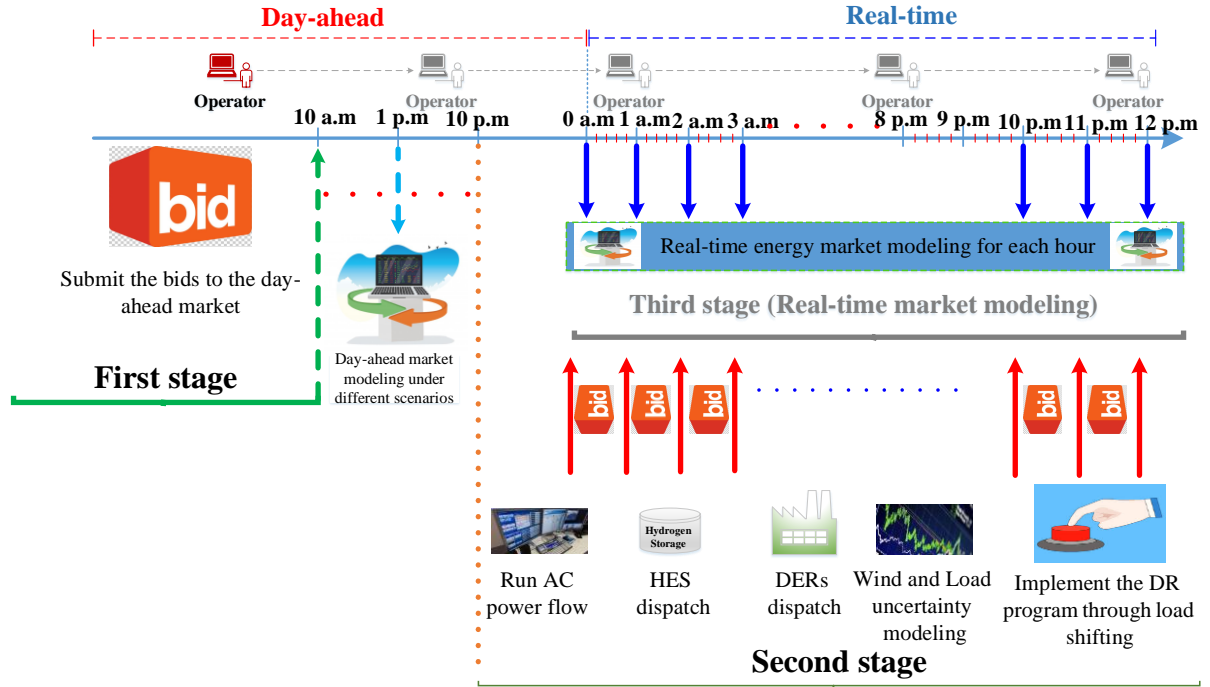 Day-ahead
Real-time
Operator
Operator
Operator
Operator
Operator
10 a.m
1 p.m
10 p.m
0 a.m
1 a.m
2 a.m
3 a.m
8 p.m
9 p.m
10 p.m
11 p.m
12 p.m
bid
Submit the bids to the day-
ahead market
First stage
Day-ahead market
modeling under
different scenarios
Real-time energy market modeling for each hour
Third stage (Real-time market modeling)
bid
bid
bid
bid
bid
Run AC
power flow
Hydrogen
Storage
HES
dispatch
DERs
dispatch
Wind and Load
uncertainty
modeling
Implement the DR
program through load
shifting
Second stage